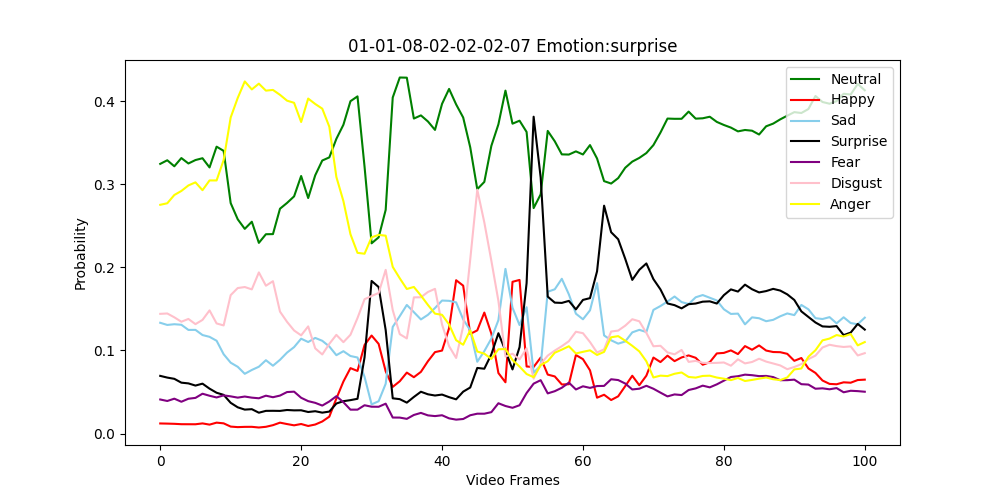 01-01-08-02-02-02-07 Emotion:surprise
Probability
0.4
0.3
0.2
0.1
0.0
Neutral
Happy
Sad
Surprise
Fear
Disgust
Anger
0 20 40 60 80 100
Video Frames